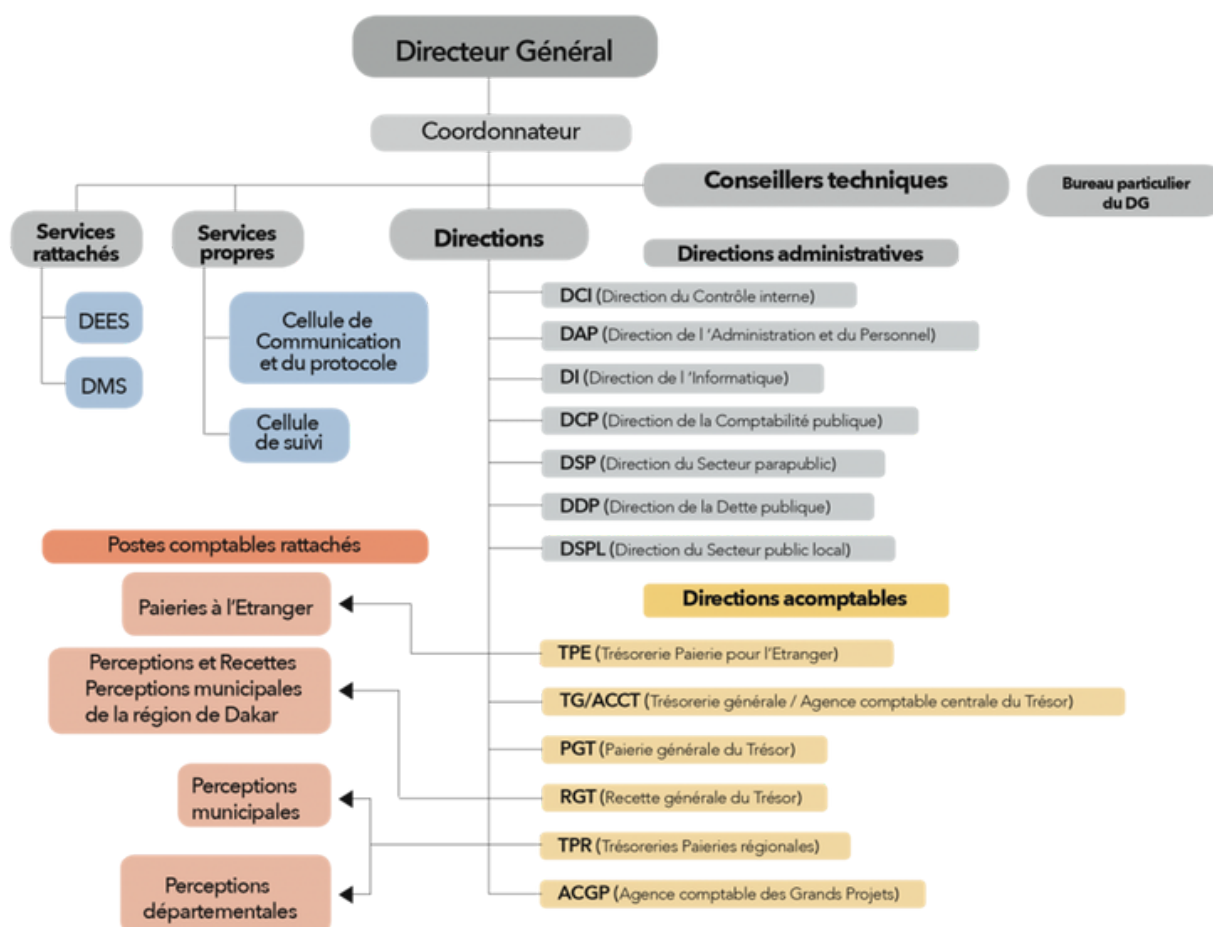 Directeur Général
Coordonnateur
Conseillers techniques
Bureau particulier
du DG
Services
rattachés
Services
propres
Directions
Directions administratives
DEES
DMS
Cellule de
Communication
et du protocole
Cellule
de suivi
DCI (Direction du Contrôle interne)
DAP (Direction de l 'Administration et du Personnel)
DI (Direction de l 'Informatique)
DCP (Direction de la Comptabilité publique)
DSP (Direction du Secteur parapublic)
DDP (Direction de la Dette publique)
DSPL (Direction du Secteur public local)
Postes comptables rattachés
Paieries à l'Etranger
Perceptions et Recettes
Perceptions municipales
de la région de Dakar
Perceptions
municipales
Perceptions
départementales
Directions acomptables
TPE (Trésorerie Paierie pour l'Etranger)
TG/ACCT (Trésorerie générale / Agence comptable centrale du Trésor)
PGT (Paierie générale du Trésor)
RGT (Recette générale du Trésor)
TPR (Trésoreries Paieries régionales)
ACGP (Agence comptable des Grands Projets)